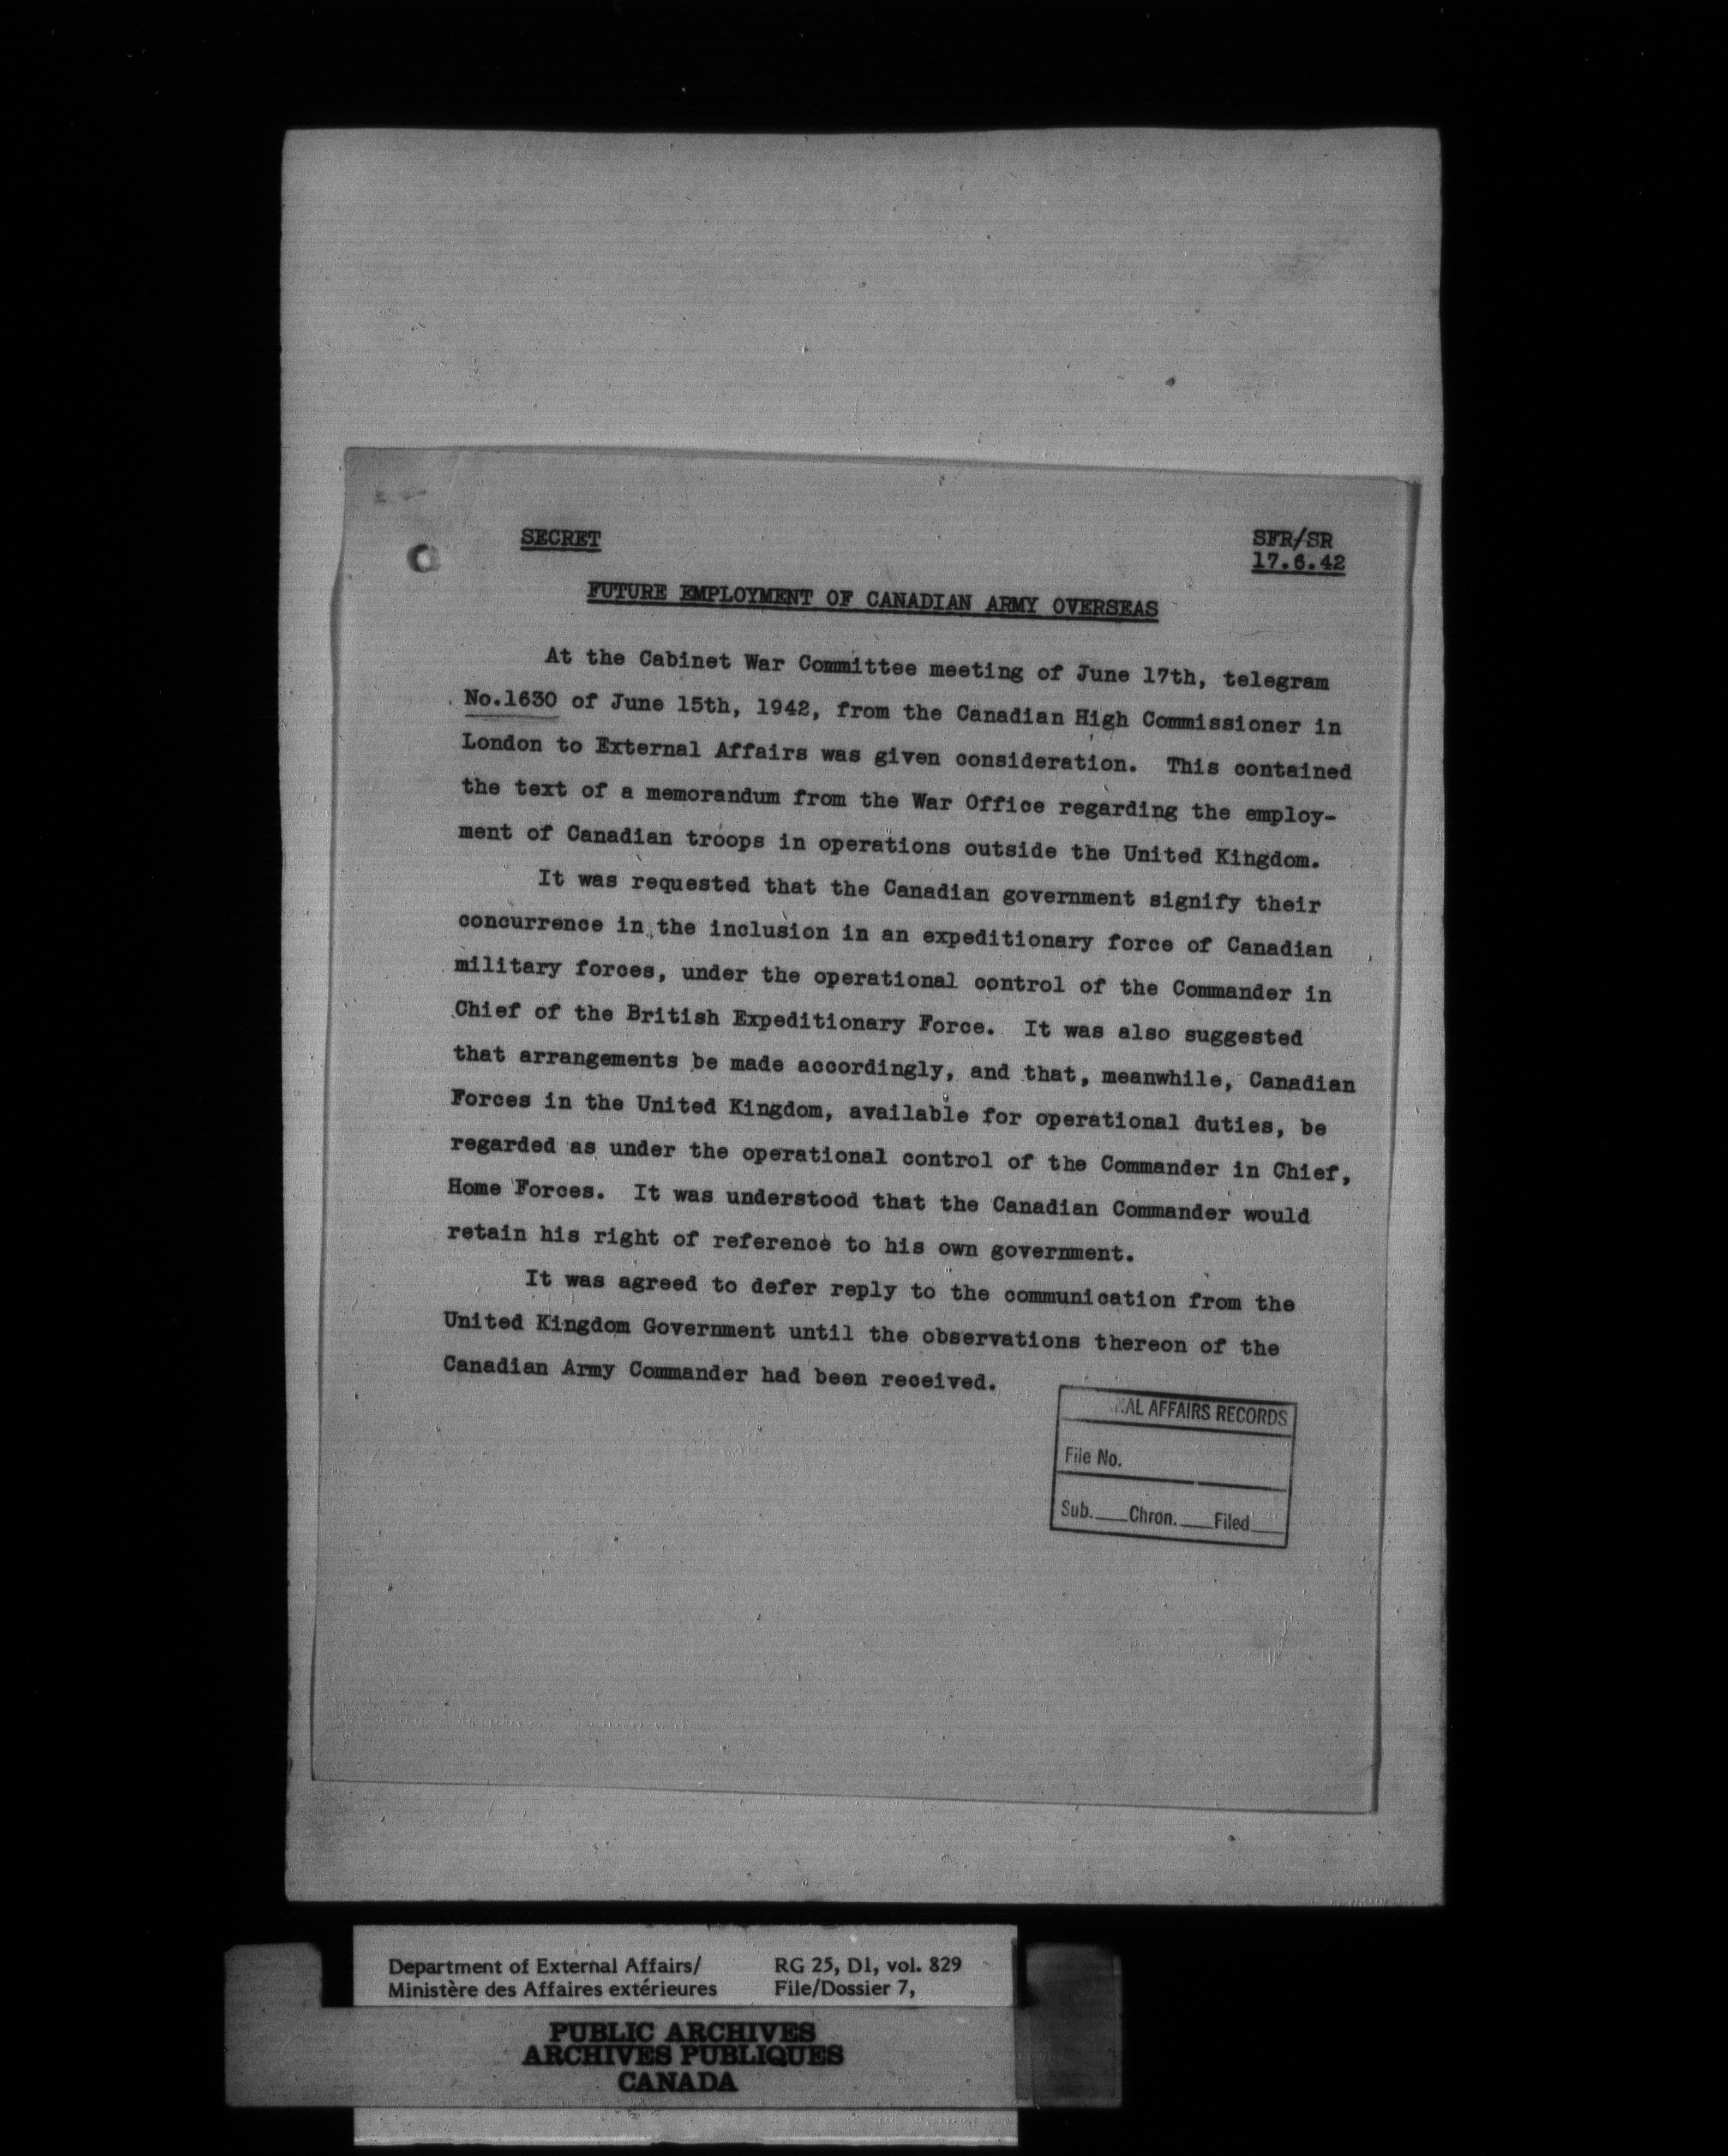 SECRET
SFR/SR
17.6.42
FUTURE EMPLOYMENT OF CANADIAN ARMY OVERSEAS
At the Cabinet War Committee meeting of June 17th, telegram
No.1630 of June 15th, 1942, from the Canadian High Commissioner in
London to External Affairs was given consideration. This contained
the text of a memorandum from the War Office regarding the employ-
ment of Canadian troops in operations outside the United Kingdom.
It was requested that the Canadian government signify their
concurrence in the inclusion in an expeditionary force of Canadian
military forces, under the operational control of the Commander in
Chief of the British Expeditionary Force. It was also suggested
that arrangements be made accordingly, and that, meanwhile, Canadian
Forces in the United Kingdom, available for operational duties, be
regarded as under the operational control of the Commander in Chief,
Home Forces. It was understood that the Canadian Commander would
retain his right of reference to his own government.
It was agreed to defer reply to the communication from the
United Kingdom Government until the observations thereon of the
Canadian Army Commander had been received.
NAL AFFAIRS RECORDS
File No.
Sub.____Chron.____Filed____
Department of External Affairs/ RG 25, D1, vol. 829
Ministère des Affaires extérieures File/Dossier 7,
PUBLIC ARCHIVES
ARCHIVES PUBLIQUES
CANADA